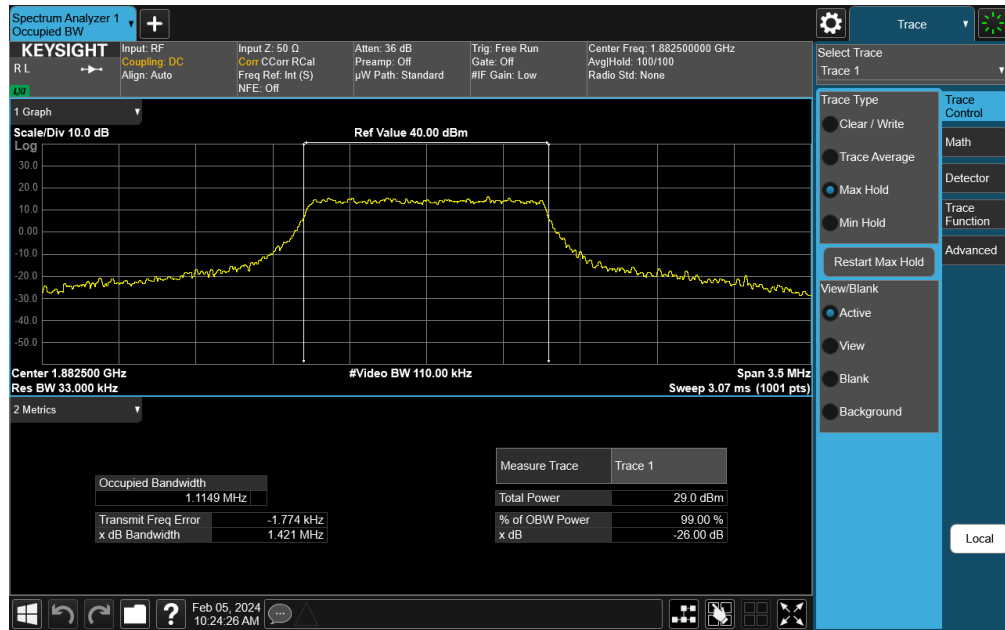 Spectrum Analyzer 1
Occupied BW
KEYSIGHT
R L
LXI
Input: RF
Coupling: DC
Align: Auto
Input Z: 50 Ω
Corr CCorr RCal
Freq Ref: Int (S)
NFE: Off
Atten: 36 dB
Preamp: Off
µW Path: Standard
Trig: Free Run
Gate: Off
#IF Gain: Low
Center Freq: 1.882500000 GHz
Avg|Hold: 100/100
Radio Std: None
1 Graph
Scale/Div 10.0 dB
Ref Value 40.00 dBm
Log
30.0
20.0
10.0
0.00
-10.0
-20.0
-30.0
-40.0
-50.0
Center 1.882500 GHz
#Video BW 110.00 kHz
Span 3.5 MHz
Res BW 33.000 kHz
Sweep 3.07 ms (1001 pts)
2 Metrics
Measure Trace
Trace 1
Occupied Bandwidth
1.1149 MHz
Total Power
29.0 dBm
Transmit Freq Error
-1.774 kHz
% of OBW Power
99.00 %
x dB Bandwidth
1.421 MHz
x dB
-26.00 dB
?
Feb 05, 2024
10:24:26 AM
Trace
Select Trace
Trace 1
Trace Type
Clear / Write
Trace Average
Max Hold
Min Hold
Restart Max Hold
View/Blank
Active
View
Blank
Background
Trace
Control
Math
Detector
Trace
Function
Advanced
Local